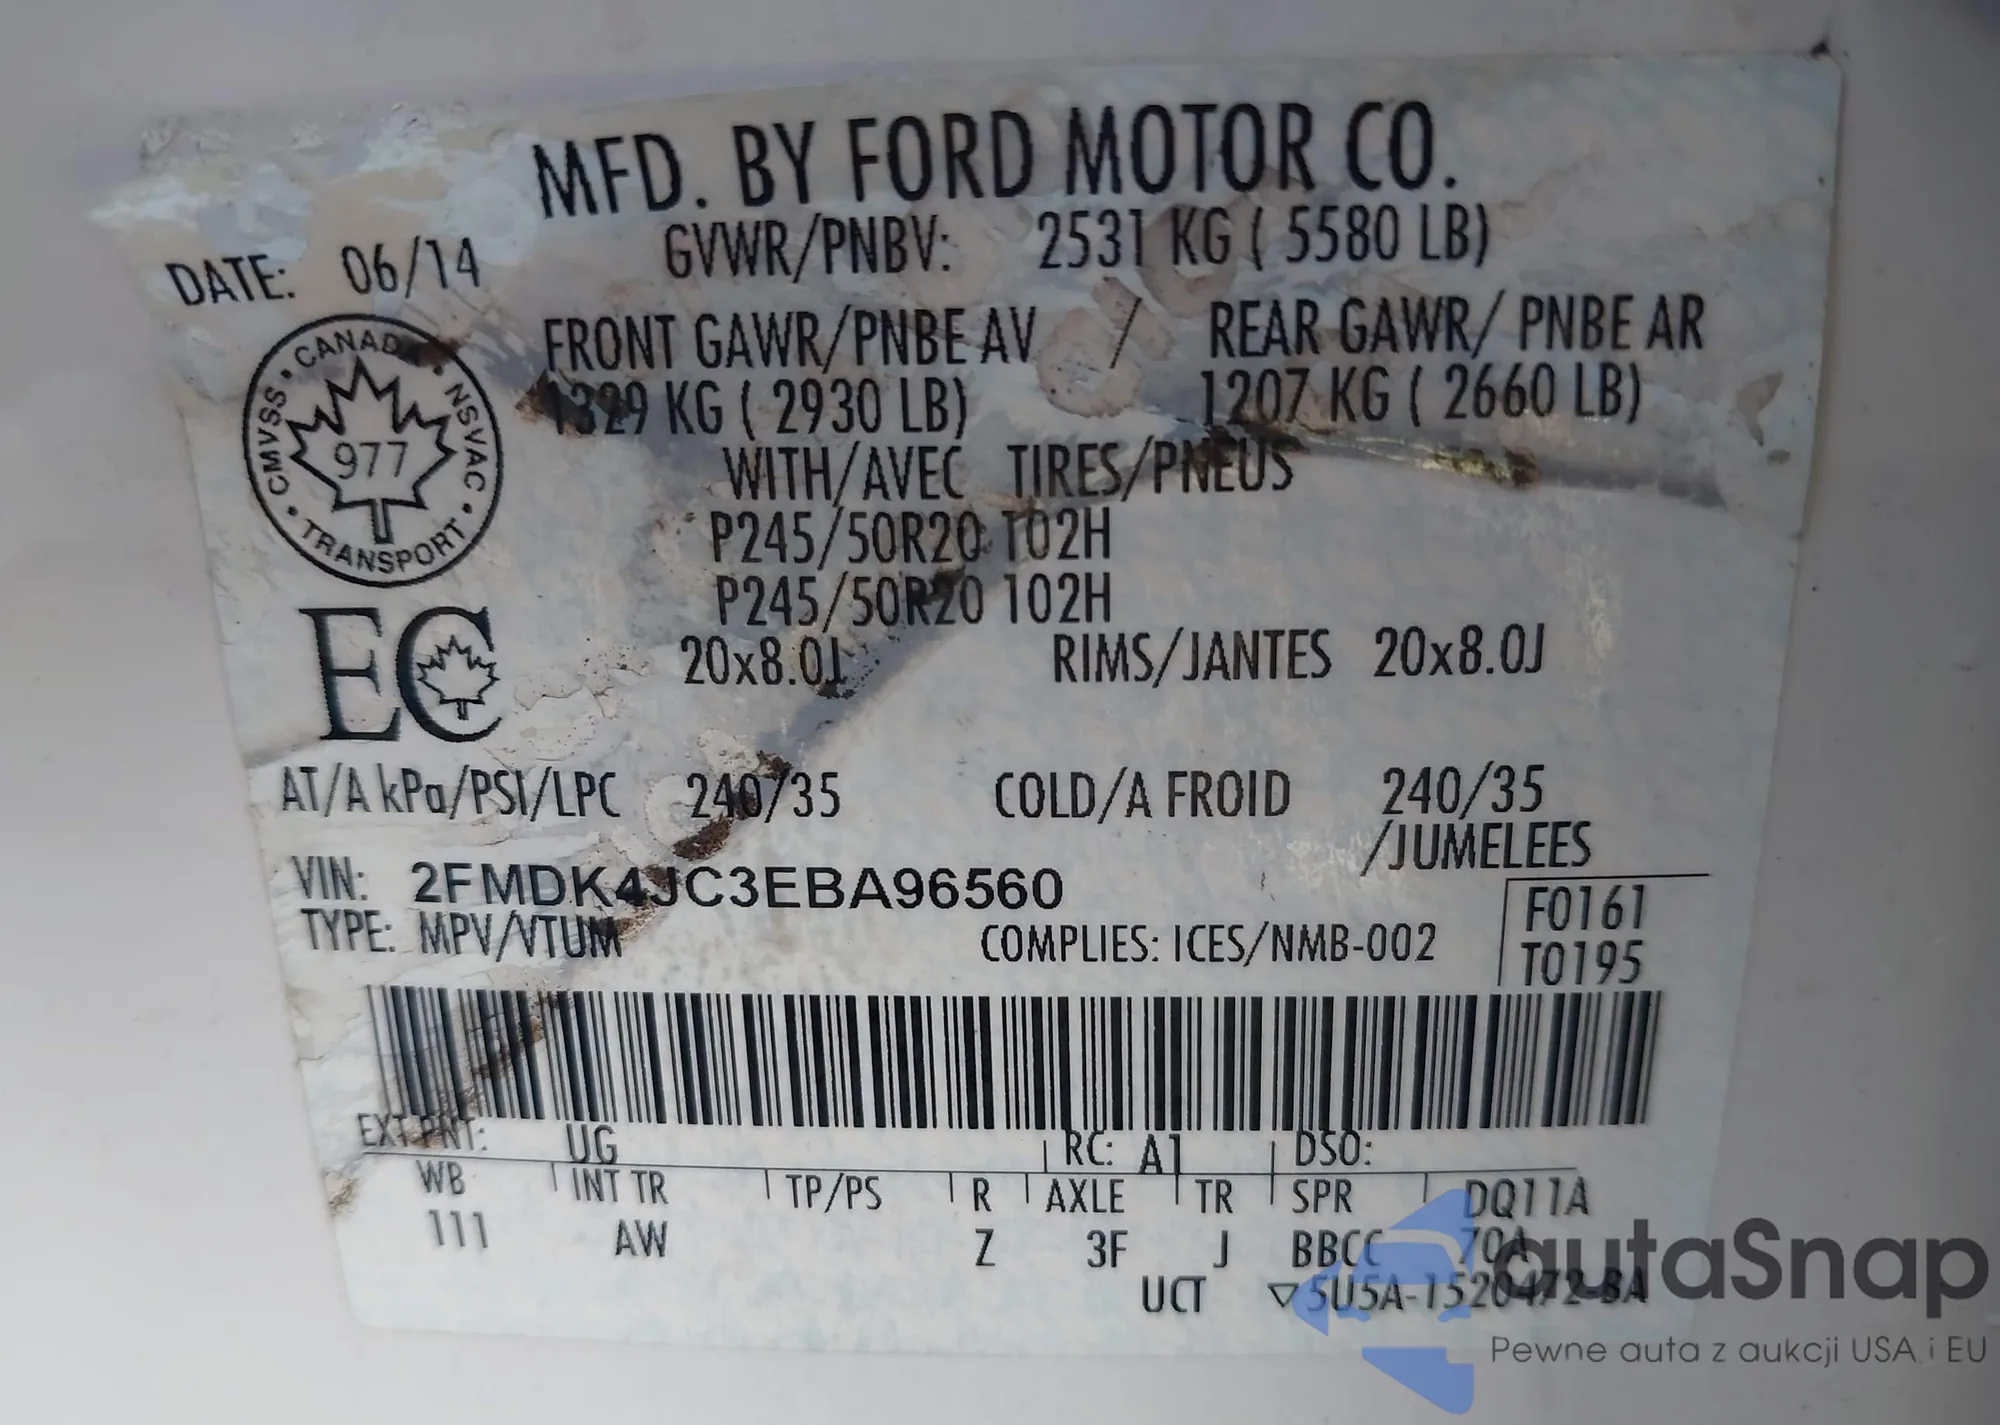 MFD. BY FORD MOTOR CO.
DATE: 06/14 GVWR/PNBV: 2531 KG ( 5580 LB)
FRONT GAWR/PNBE AV / REAR GAWR/ PNBE AR
1329 KG ( 2930 LB) 1207 KG ( 2660 LB)
WITH/AVEC TIRES/PNEUS
P245/50R20 102H
P245/50R20 102H
20x8.0J RIMS/JANTES 20x8.0J
CMVSS • CANADA • NSVAC • TRANSPORT •
977
EC
AT/A kPa/PSI/LPC 240/35 COLD/A FROID 240/35
/JUMELEES
VIN: 2FMDK4JC3EBA96560
TYPE: MPV/VTUM COMPLIES: ICES/NMB-002
F0161
T0195
EXT PNT: UG RC: A1 DSO:
WB INT TR TP/PS R AXLE TR SPR DQ11A
111 AW Z 3F J BBCC 70A
UCT ▽5U5A-1520472-BA
autaSnap
Pewne auta z aukcji USA i EU